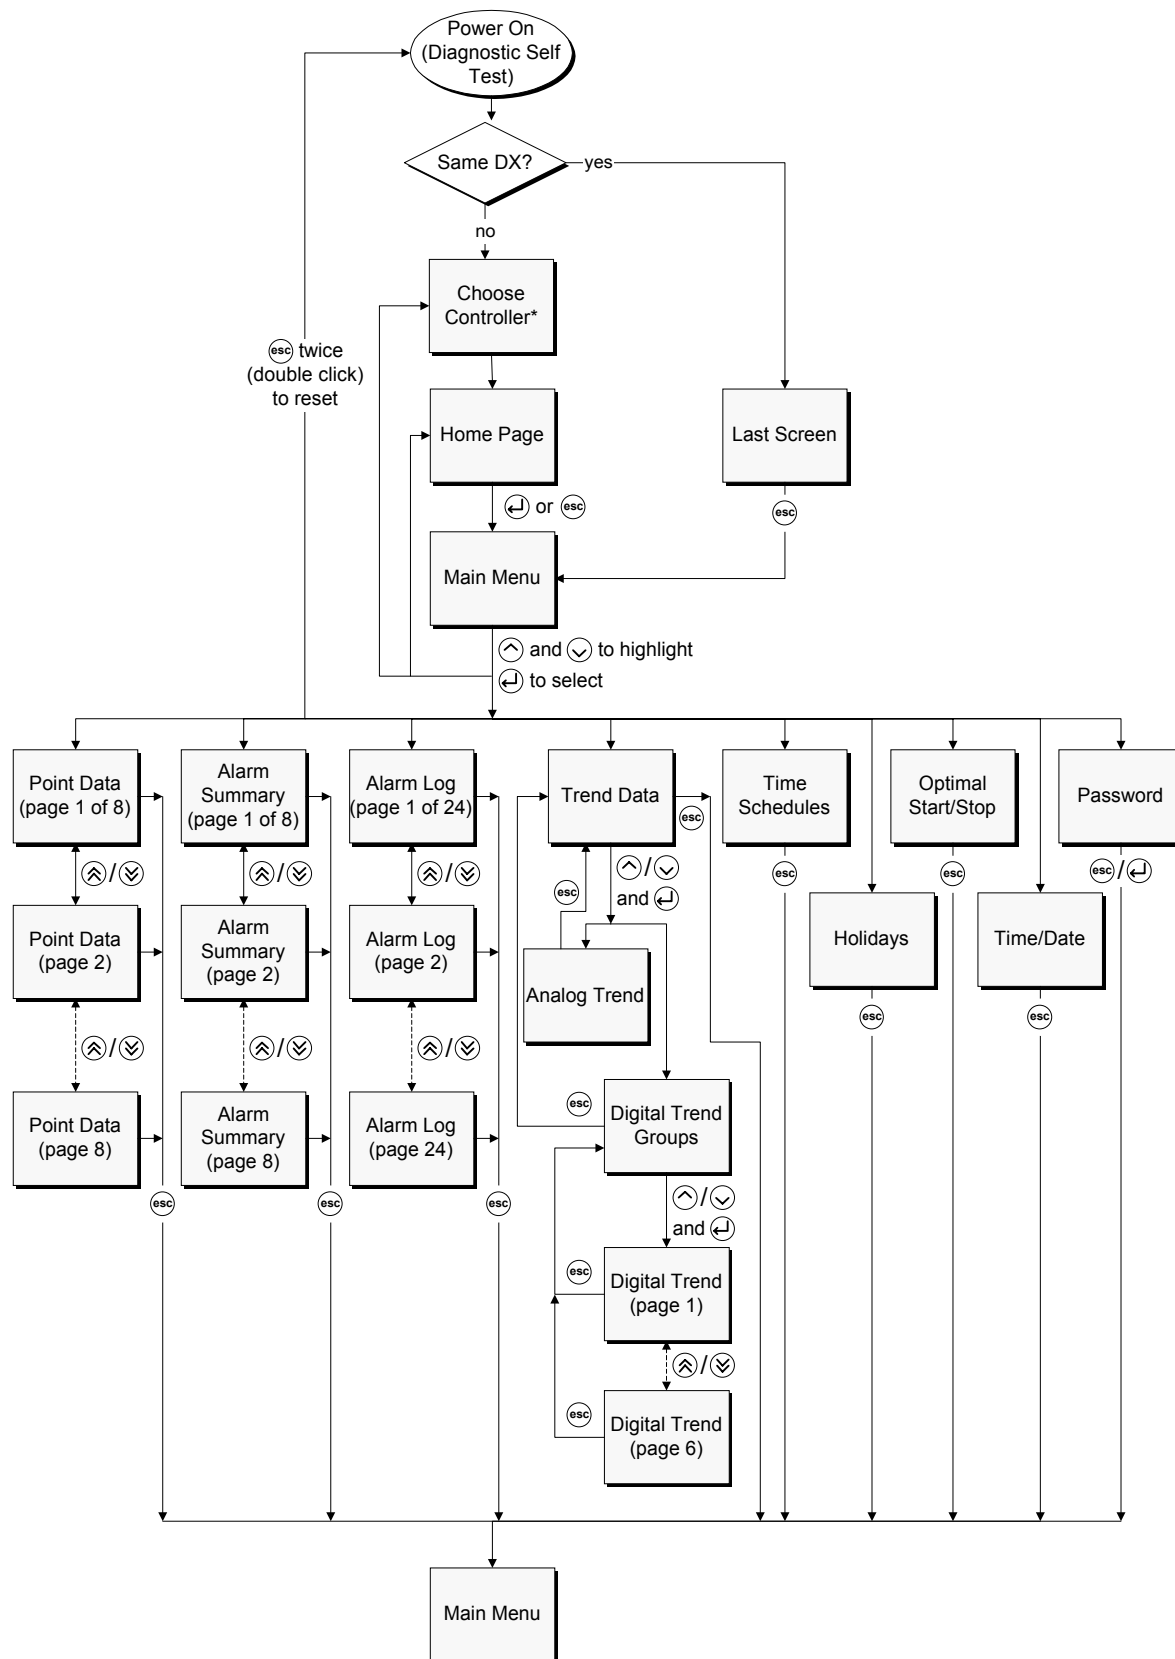 Power On
(Diagnostic Self
Test)
Same DX?
yes
no
Choose
Controller*
esc twice
(double click)
to reset
Home Page
Last Screen
or esc
esc
Main Menu
and to highlight
to select
Point Data
(page 1 of 8)
Alarm
Summary
(page 1 of 8)
Alarm Log
(page 1 of 24)
Trend Data
esc
Time
Schedules
Optimal
Start/Stop
Password
/
/
/
/
and
esc
esc
esc
esc/
Point Data
(page 2)
Alarm
Summary
(page 2)
Alarm Log
(page 2)
Analog Trend
Holidays
Time/Date
esc
esc
/
/
/
Point Data
(page 8)
Alarm
Summary
(page 8)
Alarm Log
(page 24)
esc
Digital Trend
Groups
esc
esc
esc
/
and
esc
Digital Trend
(page 1)
/
esc
Digital Trend
(page 6)
Main Menu